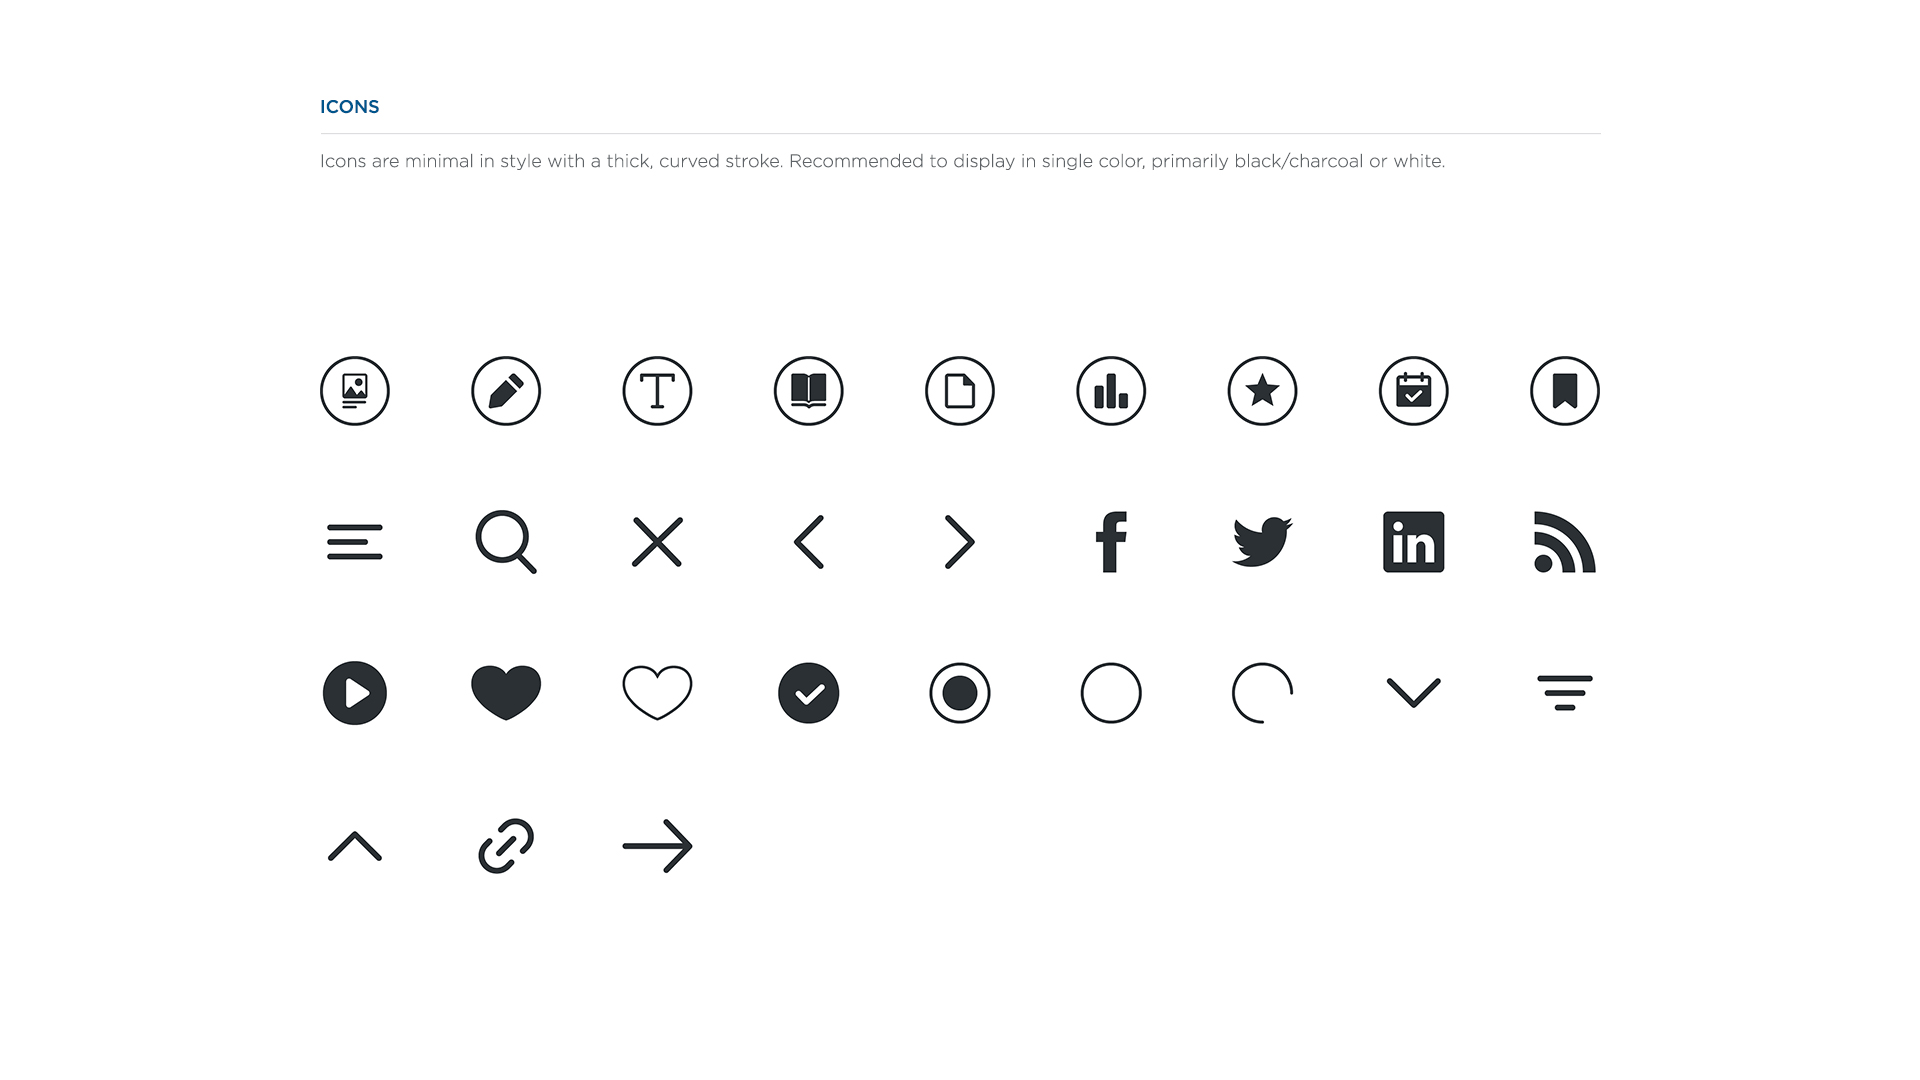 ICONS
Icons are minimal in style with a thick, curved stroke. Recommended to display in single color, primarily black/charcoal or white.
T
f
in